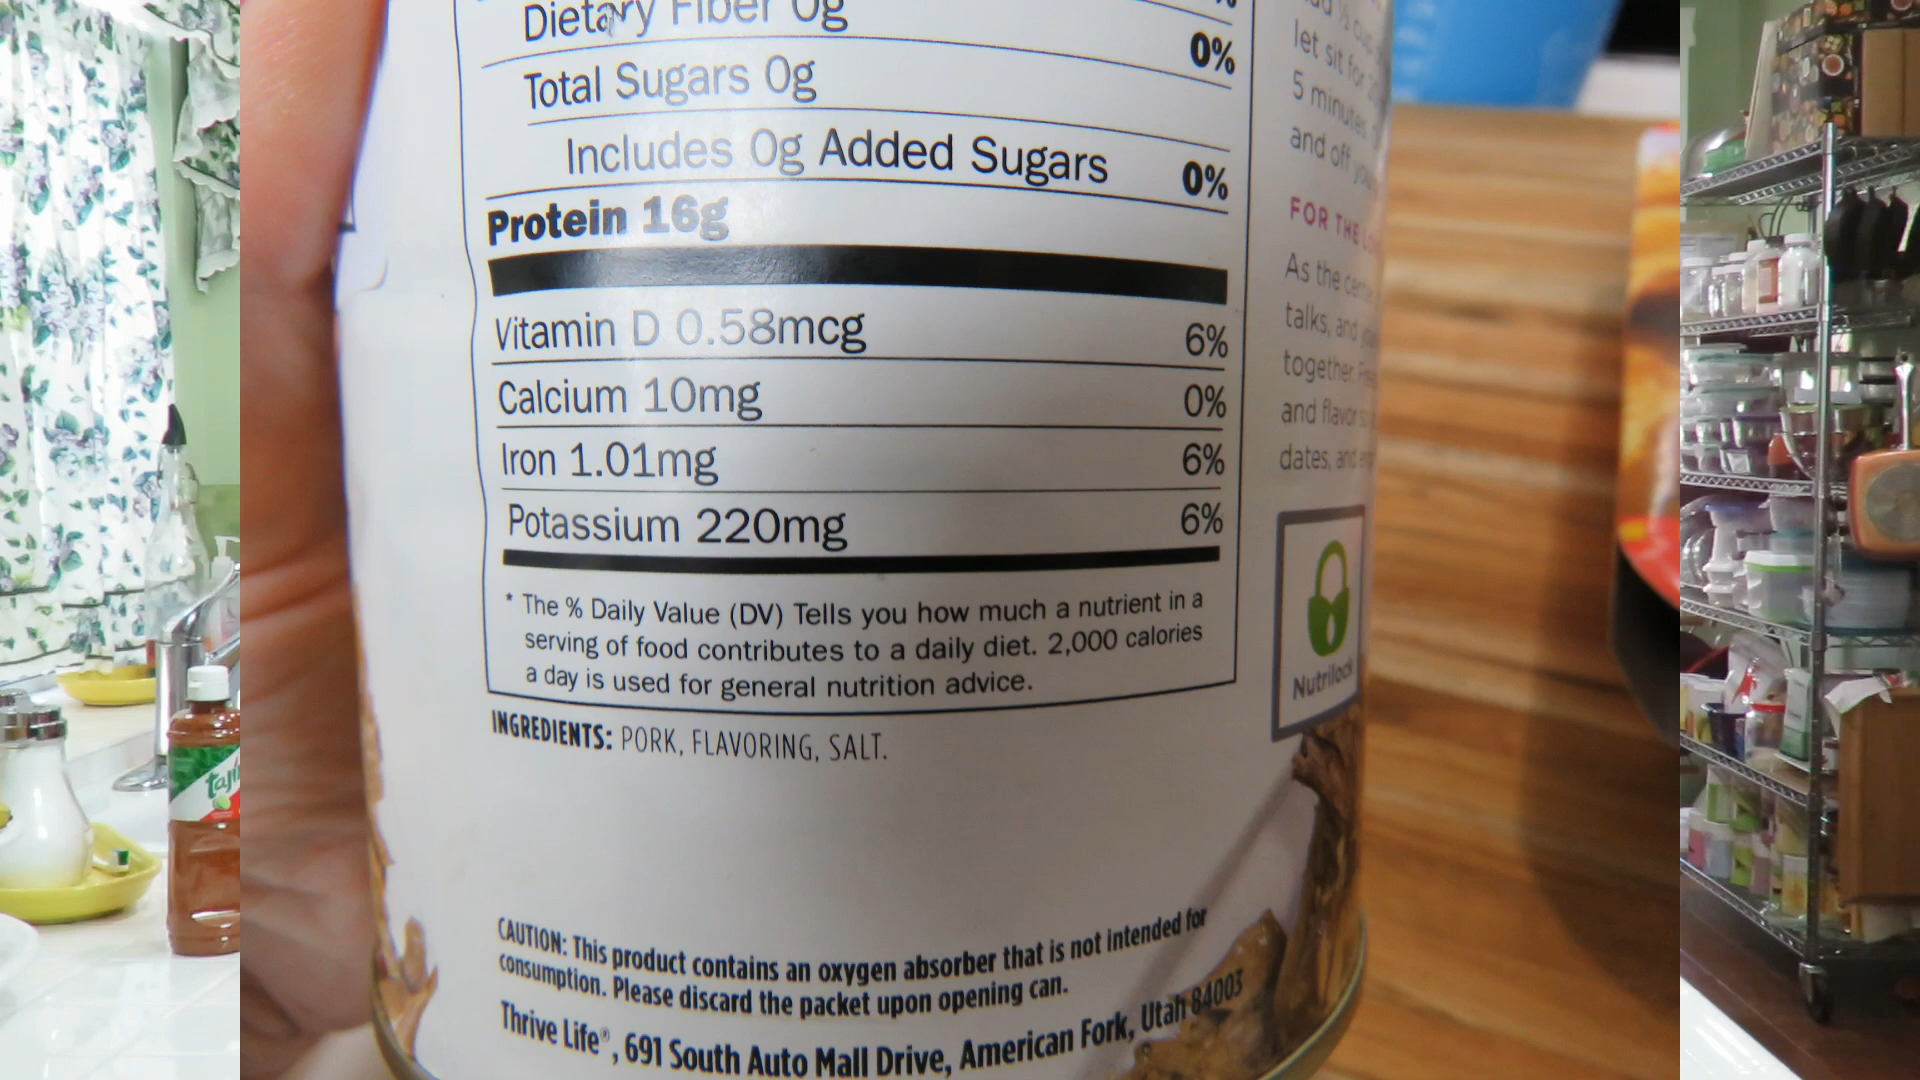 Dietary Fiber 0g 0%
Total Sugars 0g
Includes 0g Added Sugars 0%
Protein 16g
Vitamin D 0.58mcg 6%
Calcium 10mg 0%
Iron 1.01mg 6%
Potassium 220mg 6%
* The % Daily Value (DV) Tells you how much a nutrient in a
serving of food contributes to a daily diet. 2,000 calories
a day is used for general nutrition advice.
INGREDIENTS: PORK, FLAVORING, SALT.
CAUTION: This product contains an oxygen absorber that is not intended for
consumption. Please discard the packet upon opening can.
Thrive Life®, 691 South Auto Mall Drive, American Fork, Utah 84003
let sit for
5 minutes
and off
FOR THE
As the
talks, and
together
and flavor
dates, and
Nutrilock